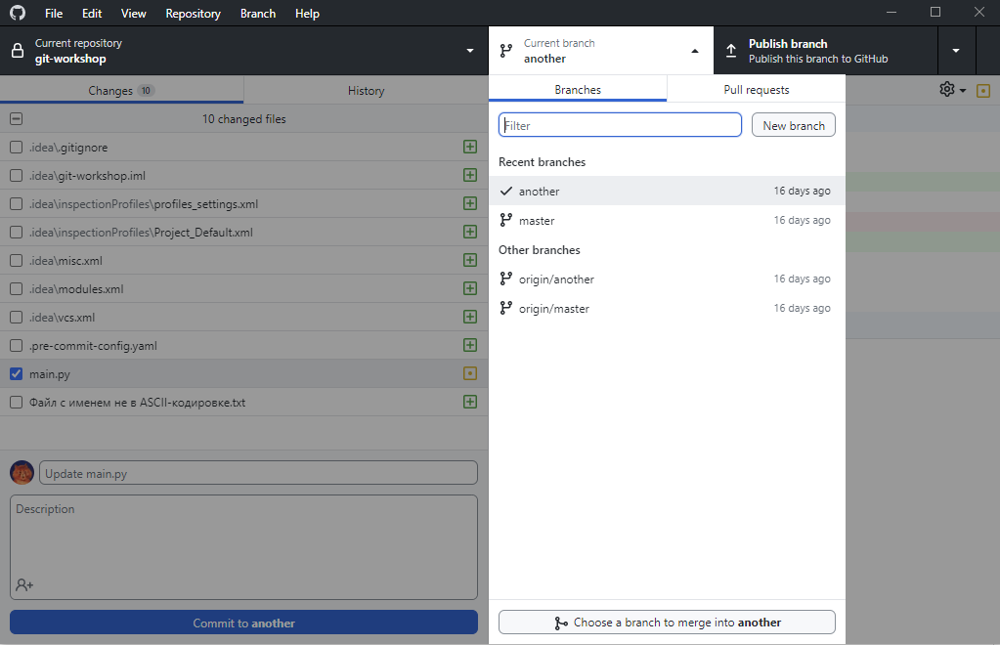 File Edit View Repository Branch Help
Current repository
git-workshop
Current branch
another
Publish branch
Publish this branch to GitHub
Changes 10
History
10 changed files
.idea\.gitignore
.idea\git-workshop.iml
.idea\inspectionProfiles\profiles_settings.xml
.idea\inspectionProfiles\Project_Default.xml
.idea\misc.xml
.idea\modules.xml
.idea\vcs.xml
.pre-commit-config.yaml
main.py
Файл с именем не в ASCII-кодировке.txt
Update main.py
Description
Commit to another
Branches
Pull requests
Filter
New branch
Recent branches
another 16 days ago
master 16 days ago
Other branches
origin/another 16 days ago
origin/master 16 days ago
Choose a branch to merge into another